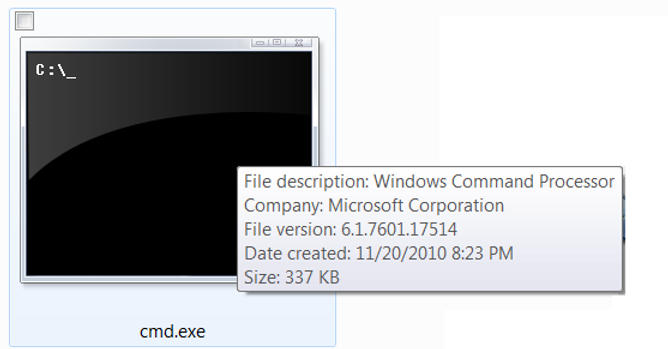 C:\_
File description: Windows Command Processor
Company: Microsoft Corporation
File version: 6.1.7601.17514
Date created: 11/20/2010 8:23 PM
Size: 337 KB
cmd.exe